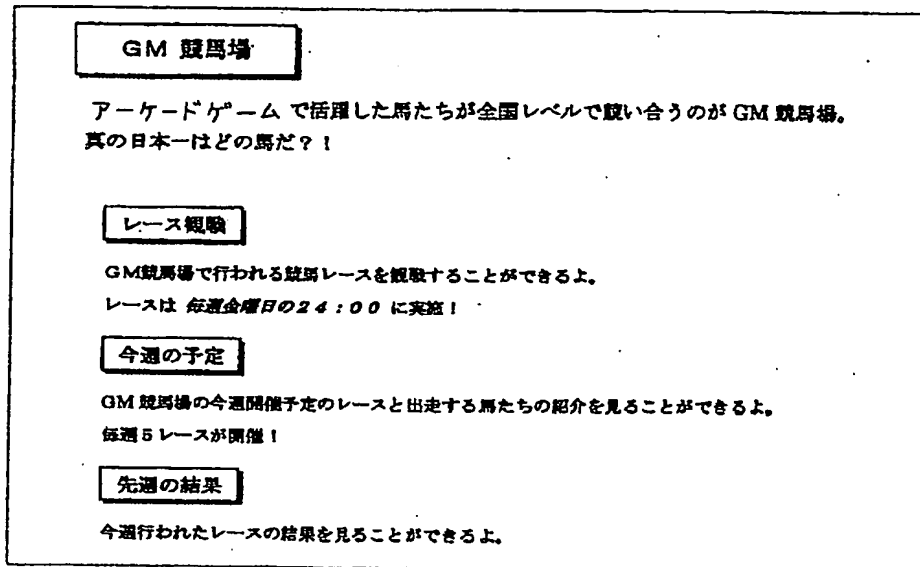 GM 競馬場
アーケードゲーム で活躍した馬たちが全国レベルで競い合うのが GM 競馬場。
真の日本一はどの馬だ？！
レース観戦
GM競馬場で行われる競馬レースを観戦することができるよ。
レースは 毎週金曜日の２４：００ に実施！
今週の予定
GM 競馬場の今週開催予定のレースと出走する馬たちの紹介を見ることができるよ。
毎週５レースが開催！
先週の結果
今週行われたレースの結果を見ることができるよ。